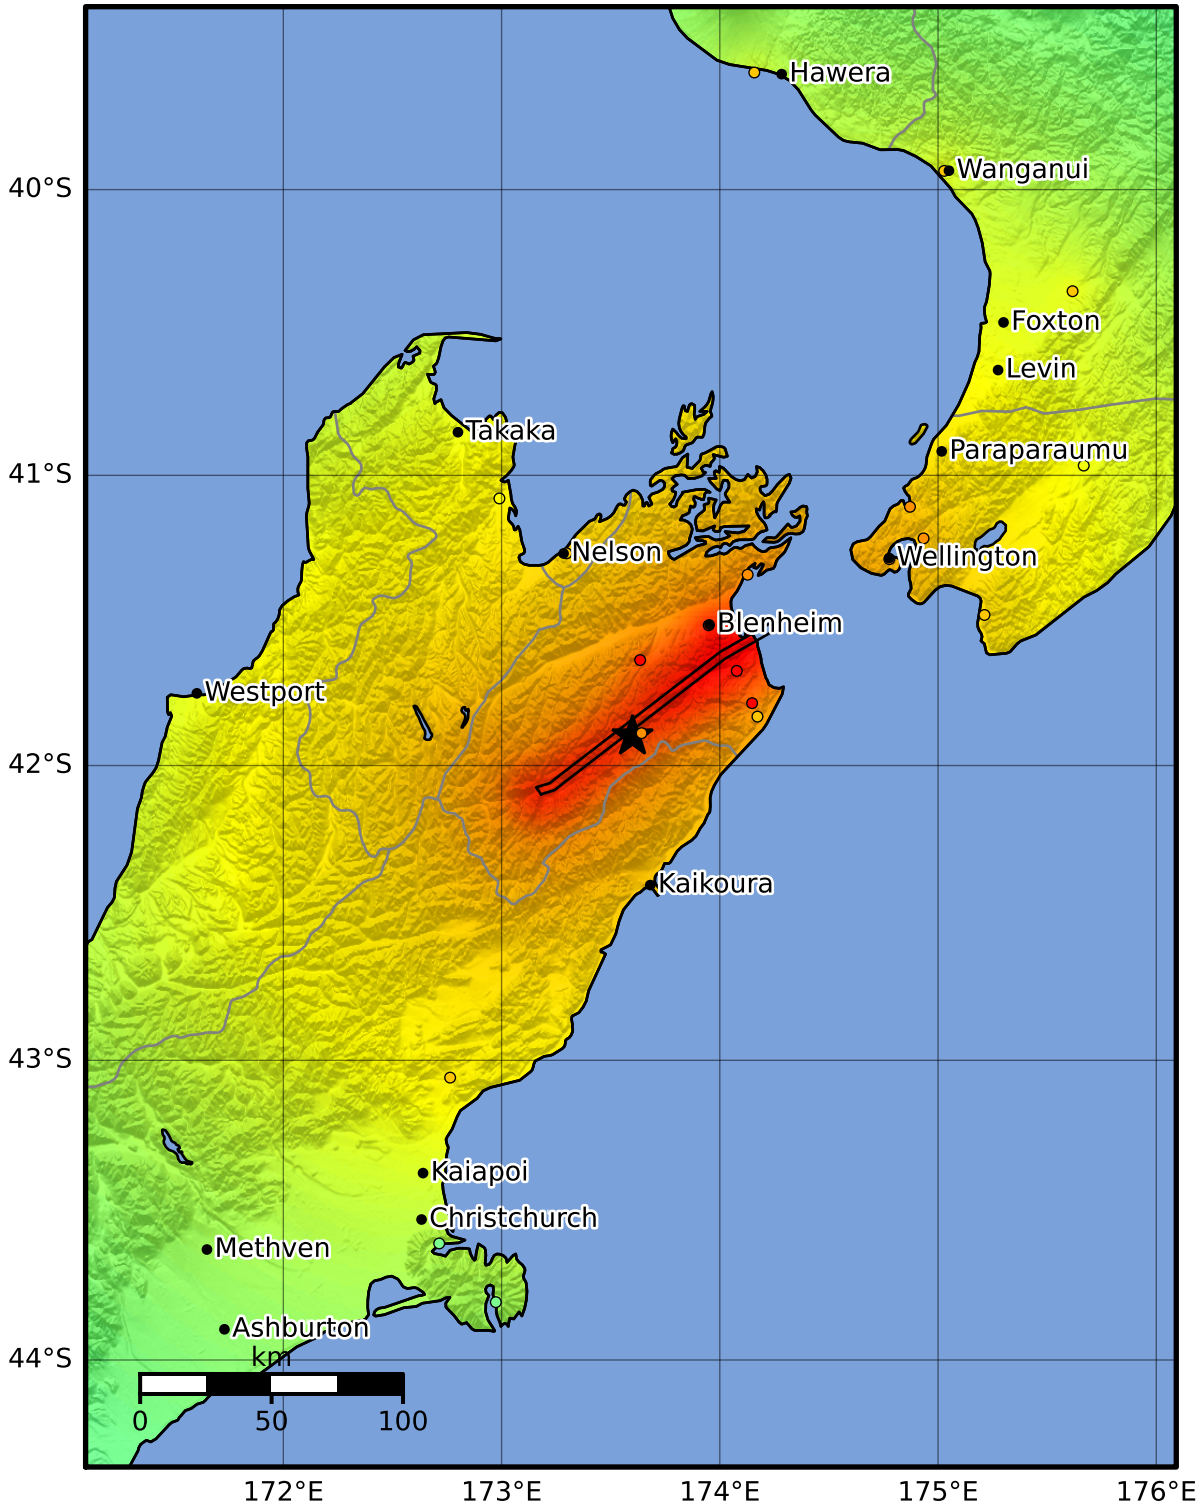 Hawera
Wanganui
40°S
Foxton
Levin
Takaka
Paraparaumu
41°S
Nelson
Wellington
Blenheim
Westport
42°S
Kaikoura
43°S
Kaiapoi
Christchurch
Methven
Ashburton
km
44°S
0 50 100
172°E 173°E 174°E 175°E 176°E